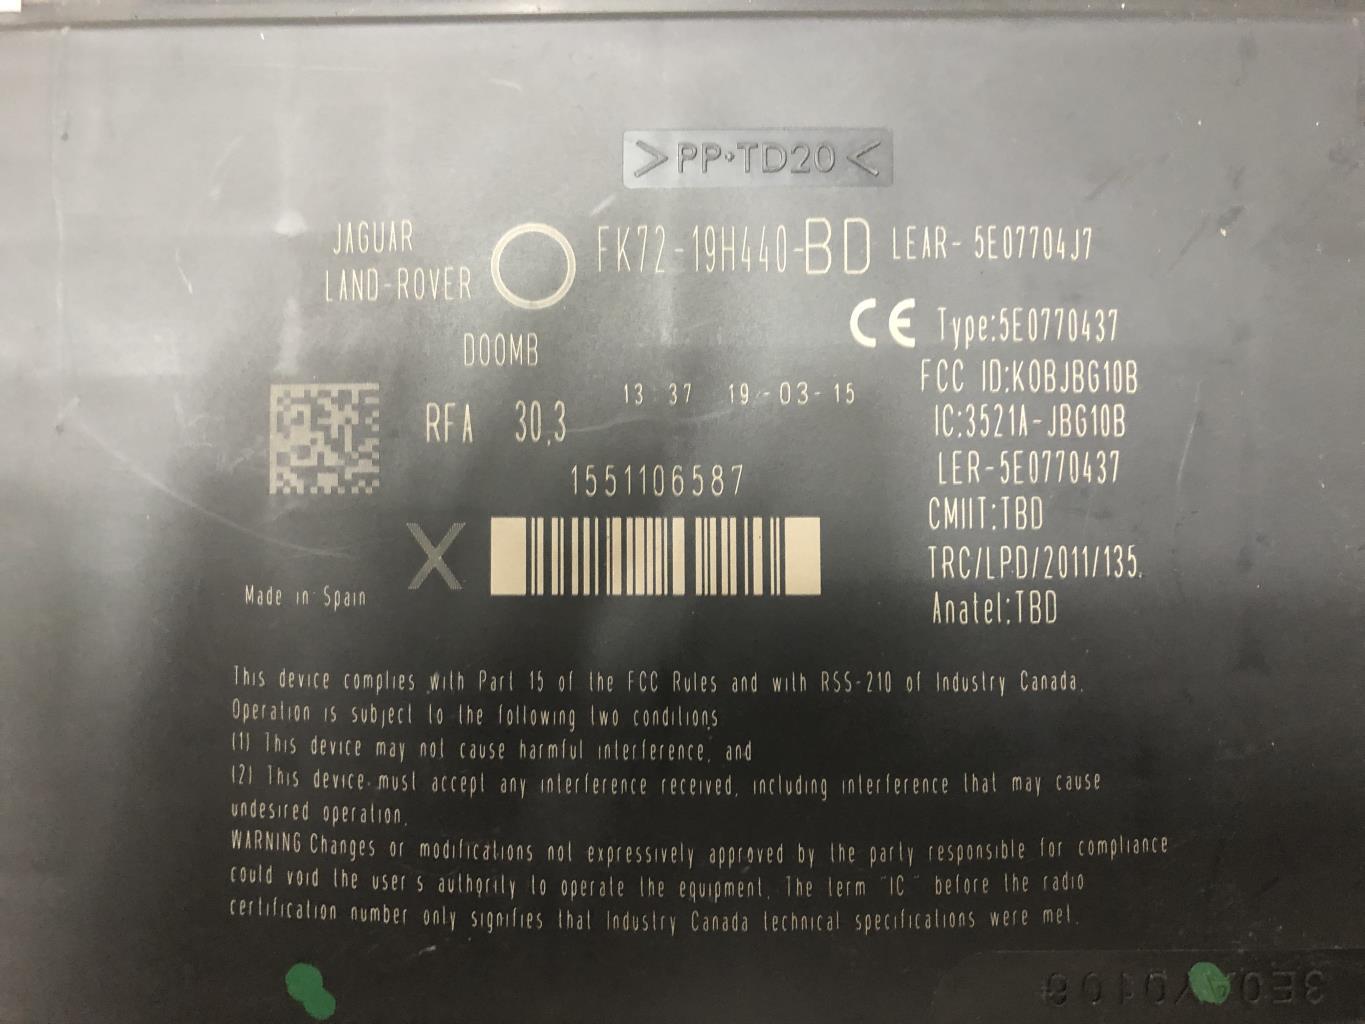 >PP•TD20<
JAGUAR
LAND-ROVER
FK72-19H440-BD LEAR- 5E07704J7
D00MB
CE Type:5E0770437
FCC ID:KOBJBG10B
13 37 19-03-15
RFA 30.3
IC:3521A-JBG10B
1551106587
LER-5E0770437
CMIIT:TBD
X
TRC/LPD/2011/135.
Made in Spain
Anatel:TBD
This device complies with Part 15 of the FCC Rules and with RSS-210 of Industry Canada.
Operation is subject to the following two conditions
(1) This device may not cause harmful interference, and
(2) This device must accept any interference received, including interference that may cause
undesired operation.
WARNING Changes or modifications not expressively approved by the party responsible for compliance
could void the user s authority to operate the equipment. The term "IC" before the radio
certification number only signifies that Industry Canada technical specifications were met.